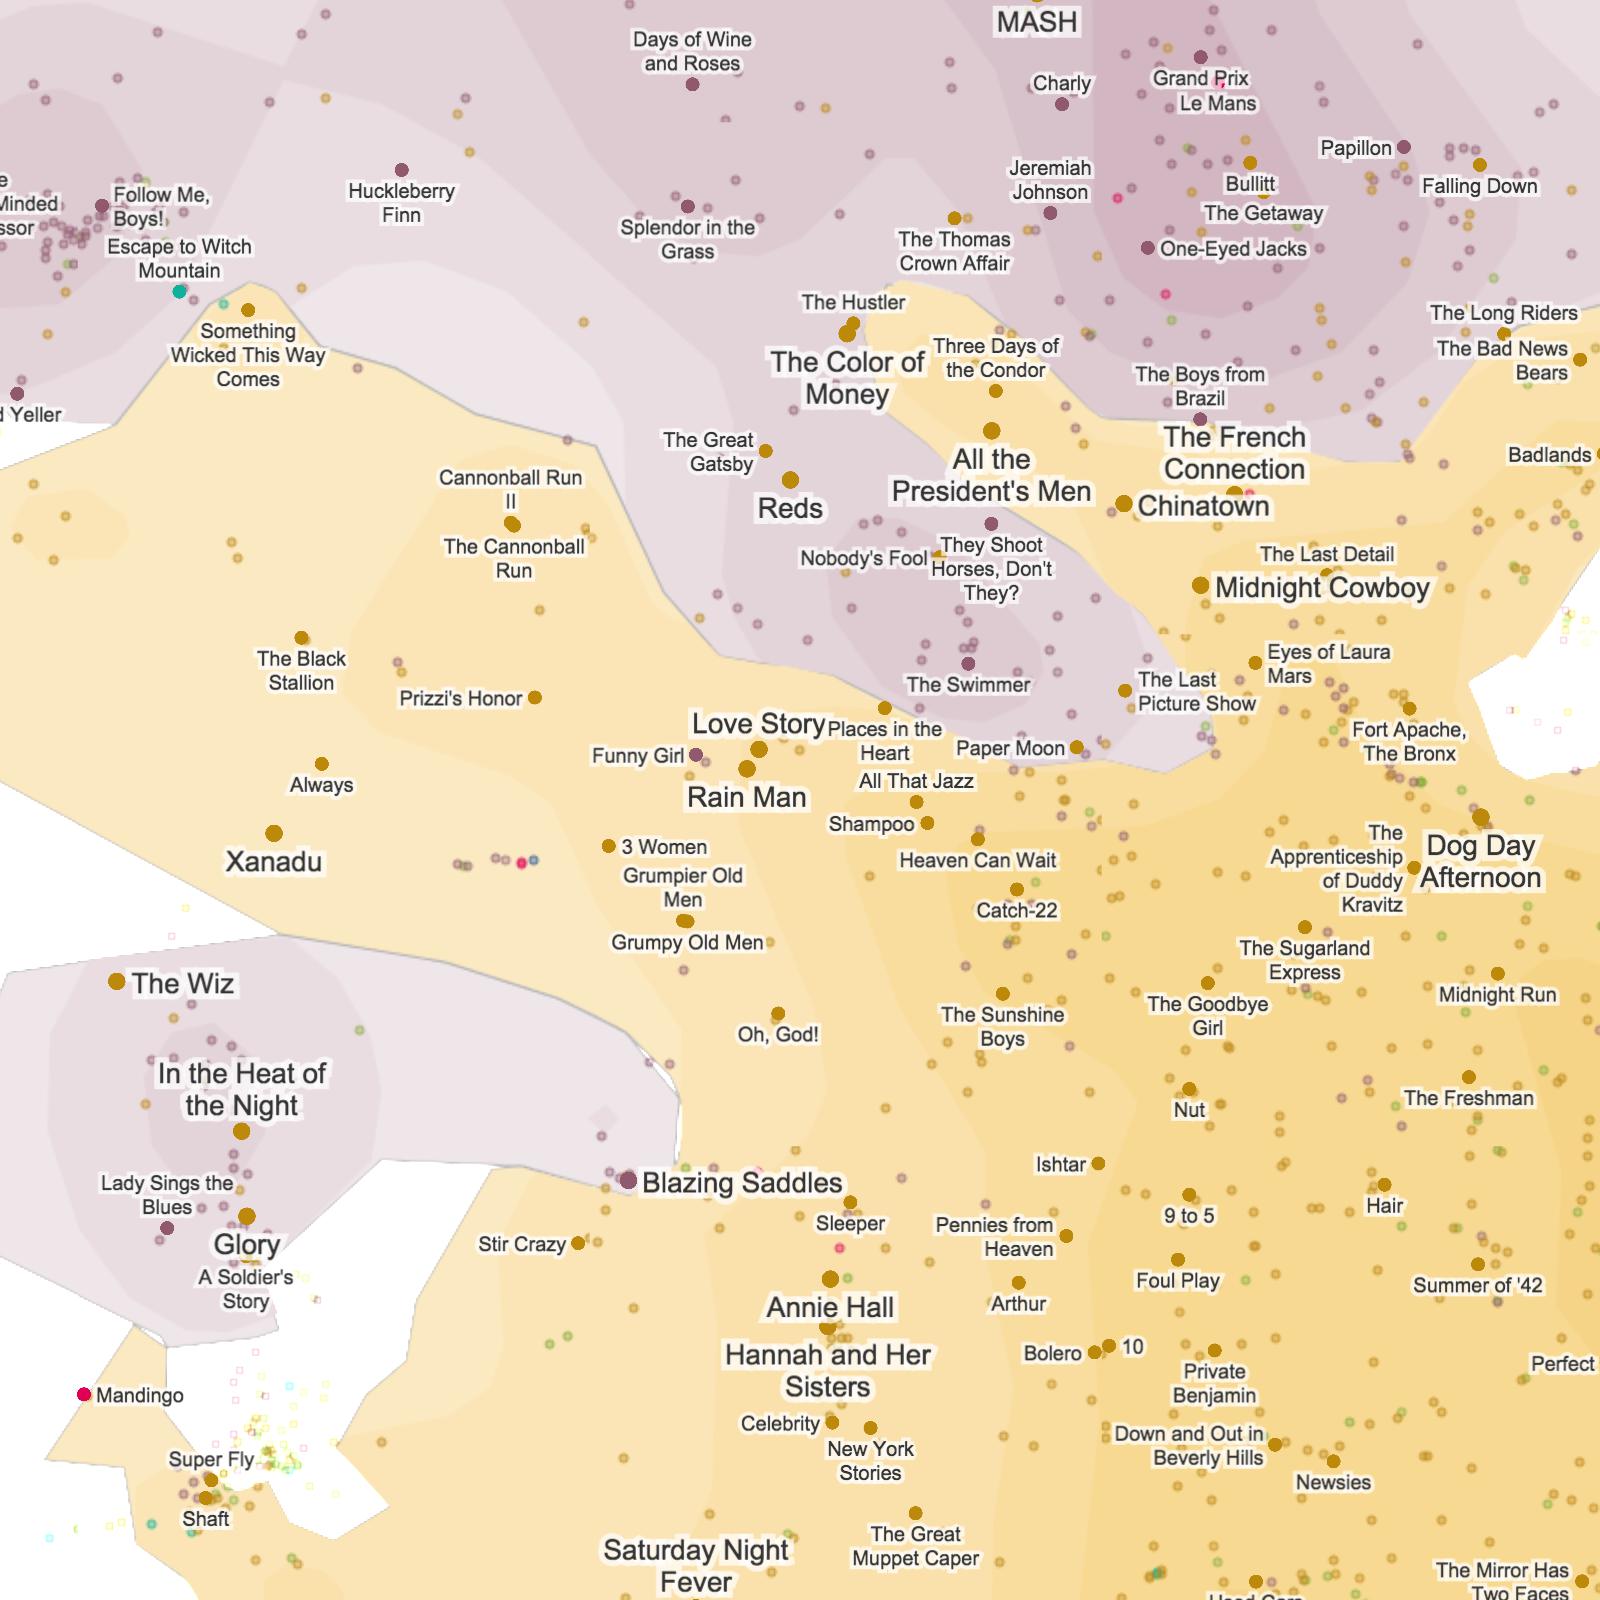 MASH
Days of Wine
and Roses
Charly
Grand Prix
Le Mans
Papillon
Falling Down
Bullitt
The Getaway
One-Eyed Jacks
Jeremiah
Johnson
Huckleberry
Finn
Follow Me,
Boys!
Escape to Witch
Mountain
Splendor in the
Grass
The Thomas
Crown Affair
Something
Wicked This Way
Comes
The Hustler
The Color of
Money
Three Days of
the Condor
The Long Riders
The Bad News
Bears
The Boys from
Brazil
d Yeller
The French
Connection
The Great
Gatsby
All the
President's Men
Badlands
Reds
Chinatown
Cannonball Run
II
The Cannonball
Run
Nobody's Fool
They Shoot
Horses, Don't
They?
The Last Detail
Midnight Cowboy
The Black
Stallion
Eyes of Laura
Mars
The Swimmer
The Last
Picture Show
Prizzi's Honor
Love Story
Places in the
Heart
Paper Moon
Fort Apache,
The Bronx
Funny Girl
Rain Man
All That Jazz
Always
Shampoo
Xanadu
3 Women
Heaven Can Wait
The
Apprenticeship
of Duddy
Kravitz
Dog Day
Afternoon
Grumpier Old
Men
Grumpy Old Men
Catch-22
The Sugarland
Express
The Wiz
Midnight Run
The Sunshine
Boys
The Goodbye
Girl
Oh, God!
In the Heat of
the Night
Nut
The Freshman
Ishtar
Lady Sings the
Blues
Blazing Saddles
Hair
9 to 5
Sleeper
Pennies from
Heaven
Glory
Stir Crazy
A Soldier's
Story
Foul Play
Summer of '42
Arthur
Annie Hall
Hannah and Her
Sisters
Bolero
10
Private
Benjamin
Perfect
Mandingo
Celebrity
New York
Stories
Down and Out in
Beverly Hills
Newsies
Super Fly
Shaft
The Great
Muppet Caper
Saturday Night
Fever
The Mirror Has
Two Faces